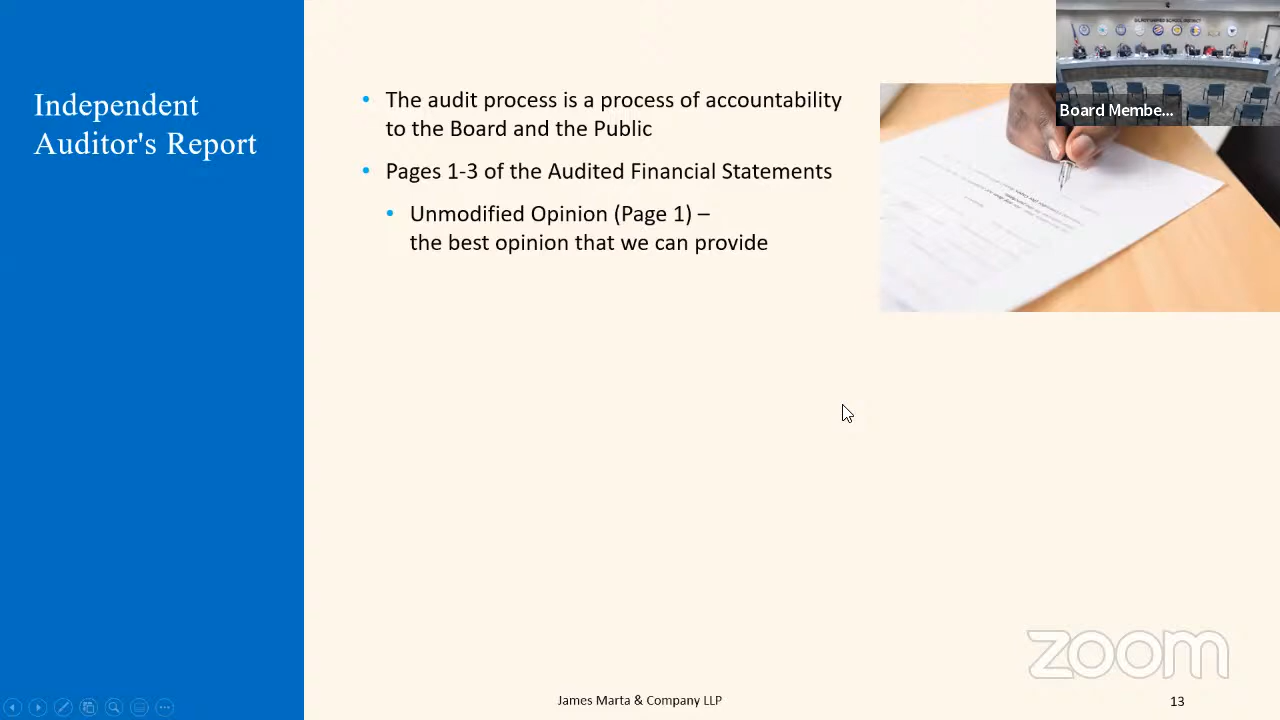 Independent
Auditor's Report
• The audit process is a process of accountability
to the Board and the Public
• Pages 1-3 of the Audited Financial Statements
• Unmodified Opinion (Page 1) –
the best opinion that we can provide
Board Membe...
zoom
James Marta & Company LLP
13